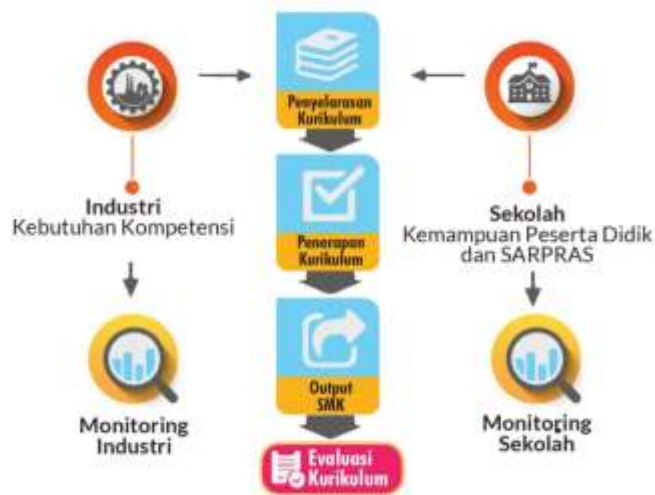 Penyelarasan
Kurikulum
Industri
Kebutuhan Kompetensi
Penerapan
Kurikulum
Sekolah
Kemampuan Peserta Didik
dan SARPRAS
Output
SMK
Monitoring
Industri
Monitoring
Sekolah
Evaluasi
Kurikulum